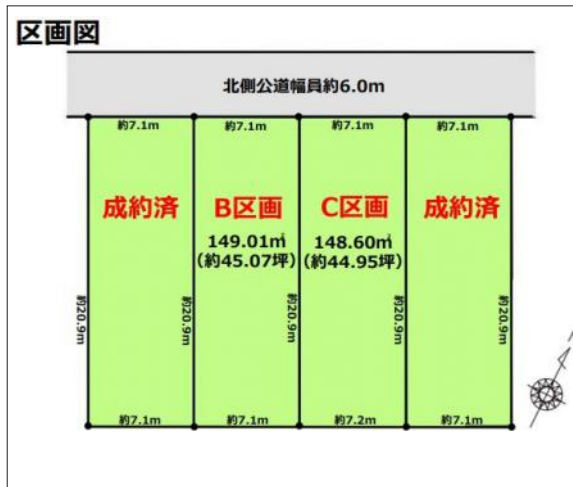 区画図
北側公道幅員約6.0m
約7.1m
約7.1m
約7.1m
約7.1m
成約済
B区画
C区画
成約済
149.01㎡
(約45.07坪)
148.60㎡
(約44.95坪)
約20.9m
約20.9m
約20.9m
約20.9m
約20.9m
約7.1m
約7.1m
約7.2m
約7.1m